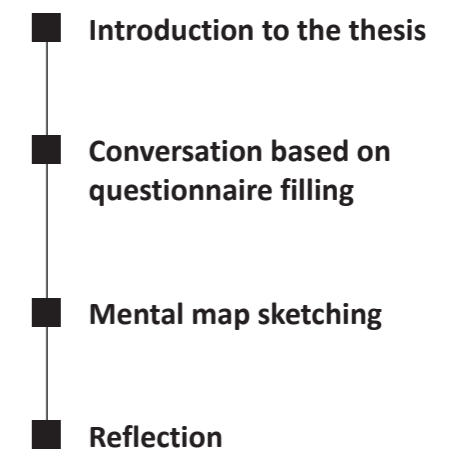 Introduction to the thesis
Conversation based on
questionnaire filling
Mental map sketching
Reflection